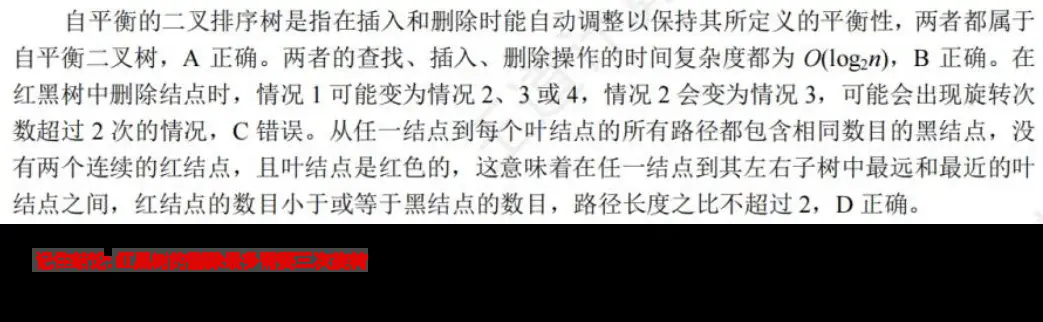 自平衡的二叉排序树是指在插入和删除时能自动调整以保持其所定义的平衡性，两者都属于
自平衡二叉树，A 正确。两者的查找、插入、删除操作的时间复杂度都为 O(log₂n)，B 正确。在
红黑树中删除结点时，情况 1 可能变为情况 2、3 或 4，情况 2 会变为情况 3，可能会出现旋转次
数超过 2 次的情况，C 错误。从任一结点到每个叶结点的所有路径都包含相同数目的黑结点，没
有两个连续的红结点，且叶结点是红色的，这意味着在任一结点到其左右子树中最远和最近的叶
结点之间，红结点的数目小于或等于黑结点的数目，路径长度之比不超过 2，D 正确。
记住结论: 红黑树的删除最多需要三次旋转